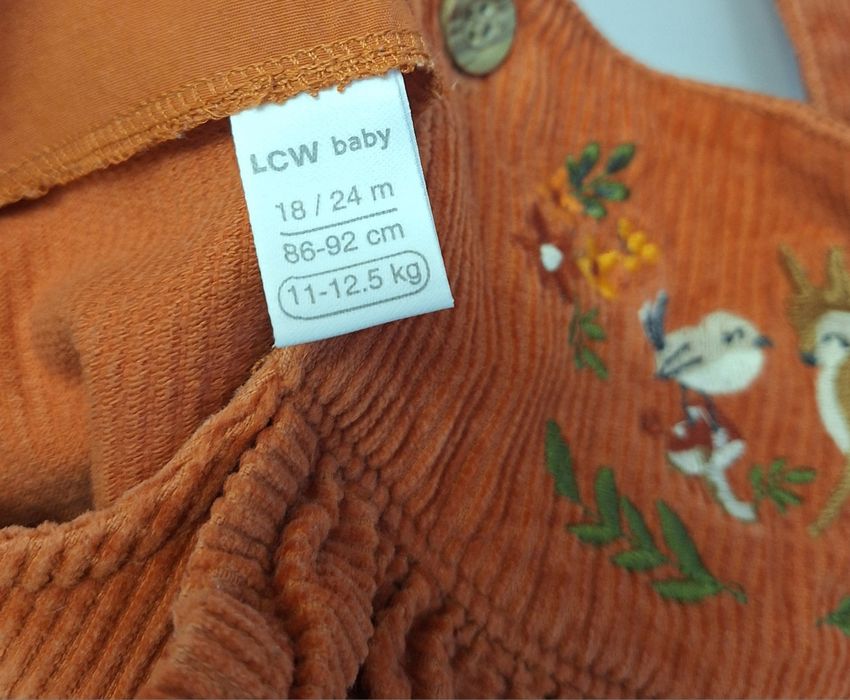 LCW baby
18 / 24 m
86-92 cm
11-12.5 kg